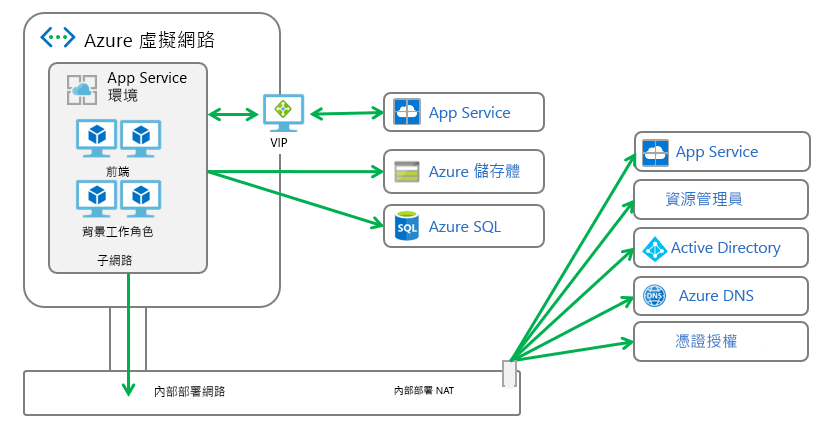 Azure 虛擬網路
App Service
環境
前端
背景工作角色
子網路
VIP
App Service
Azure 儲存體
SQL
Azure SQL
App Service
資源管理員
Active Directory
DNS
Azure DNS
憑證授權
內部部署網路
內部部署 NAT